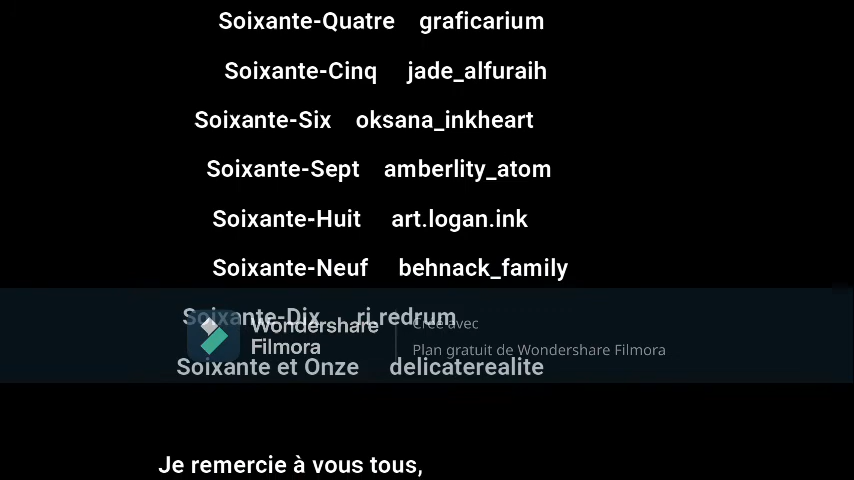 Soixante-Quatre graficarium
Soixante-Cinq jade_alfuraih
Soixante-Six oksana_inkheart
Soixante-Sept amberlity_atom
Soixante-Huit art.logan.ink
Soixante-Neuf behnack_family
Soixante-Dix ri.redrum
Wondershare
Filmora
Créé avec
Plan gratuit de Wondershare Filmora
Soixante et Onze delicaterealite
Je remercie à vous tous,